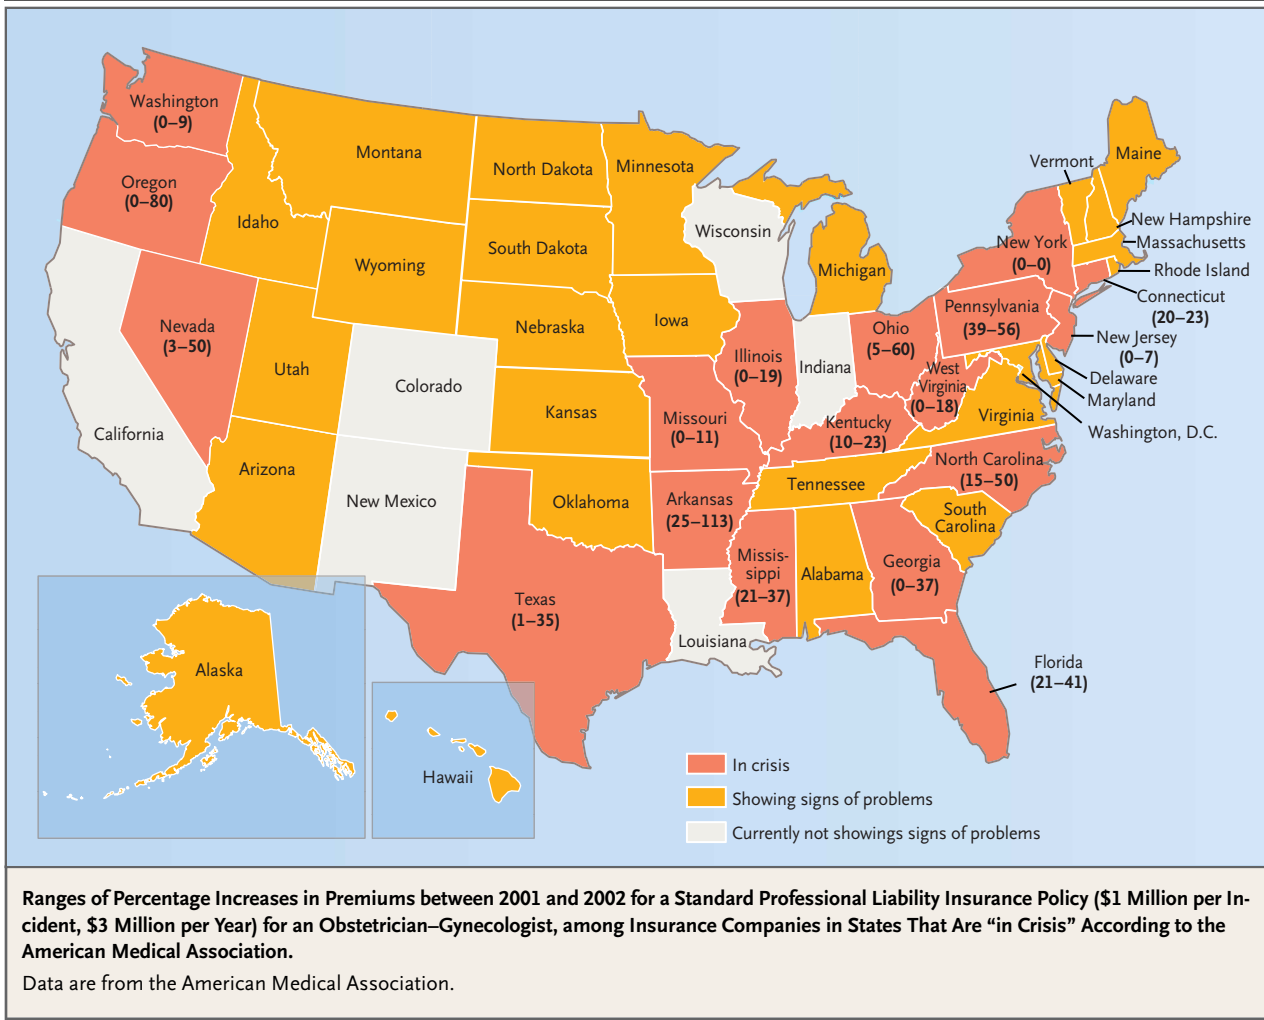 Washington
(0–9)
Oregon
(0–80)
Idaho
Montana
North Dakota
Minnesota
Wisconsin
Wyoming
South Dakota
Michigan
Vermont
Maine
New Hampshire
Massachusetts
New York
(0–0)
Rhode Island
Connecticut
(20–23)
Pennsylvania
(39–56)
New Jersey
(0–7)
Delaware
Maryland
Washington, D.C.
Nevada
(3–50)
Utah
Nebraska
Iowa
Illinois
(0–19)
Indiana
Ohio
(5–60)
West
Virginia
(0–18)
Virginia
California
Colorado
Kansas
Missouri
(0–11)
Kentucky
(10–23)
North Carolina
(15–50)
Arizona
New Mexico
Oklahoma
Arkansas
(25–113)
Tennessee
South
Carolina
Texas
(1–35)
Louisiana
Missis-
sippi
(21–37)
Alabama
Georgia
(0–37)
Florida
(21–41)
Alaska
Hawaii
In crisis
Showing signs of problems
Currently not showings signs of problems
Ranges of Percentage Increases in Premiums between 2001 and 2002 for a Standard Professional Liability Insurance Policy ($1 Million per In-
cident, $3 Million per Year) for an Obstetrician–Gynecologist, among Insurance Companies in States That Are “in Crisis” According to the
American Medical Association.
Data are from the American Medical Association.